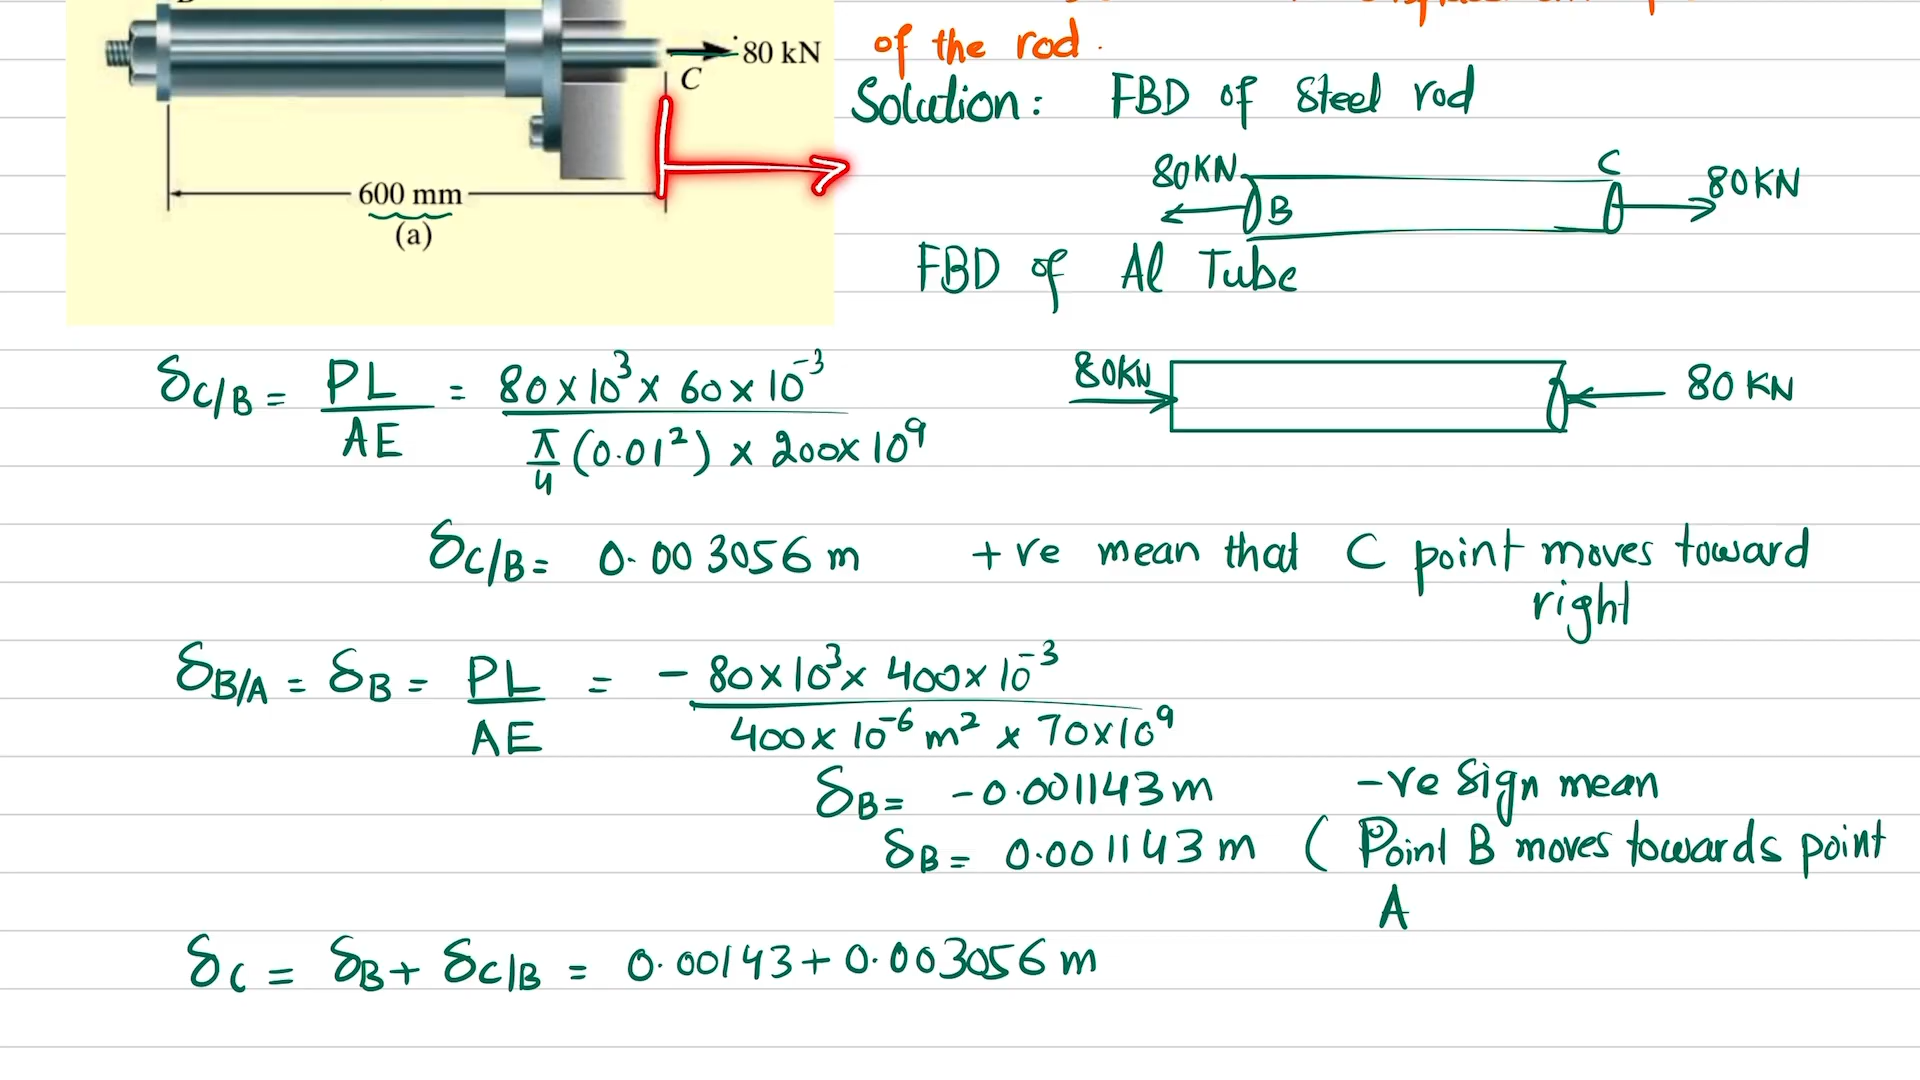 of the rod.
80 kN
C
Solution: FBD of Steel rod
600 mm
(a)
80KN B C 80KN
FBD of Al Tube
δC/B = PL/AE = 80×10³× 60×10⁻³ / π/4 (0.01²) × 200×10⁹
80KN 80 KN
δC/B = 0.003056 m +ve mean that C point moves toward
right
δB/A = δB = PL/AE = - 80×10³× 400×10⁻³ / 400×10⁻⁶ m² × 70×10⁹
δB = -0.001143 m -ve Sign mean
δB = 0.001143 m ( Point B moves towards point
A
δC = δB + δC/B = 0.00143 + 0.003056 m